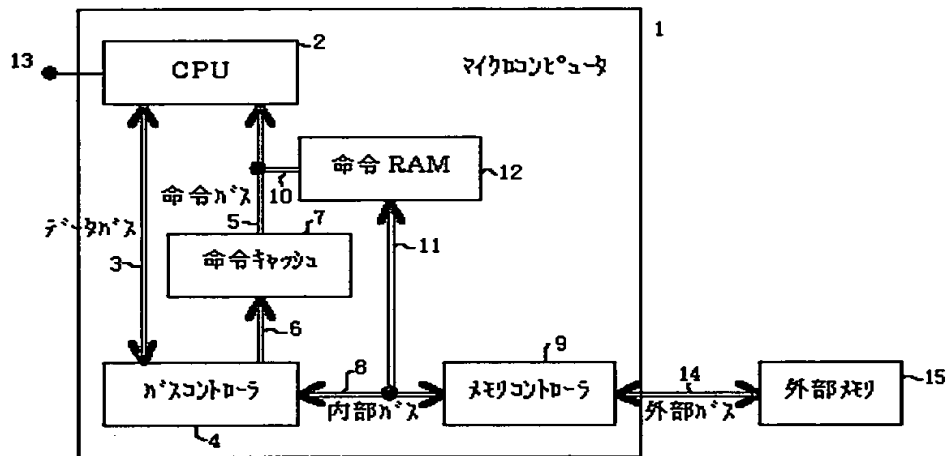 1
2
13
CPU
マイクロコンピュータ
命令 RAM
12
10
命令バス
5
7
データバス
11
3
命令キャッシュ
6
9
8
14
バスコントローラ
メモリコントローラ
外部メモリ
15
内部バス
外部バス
4